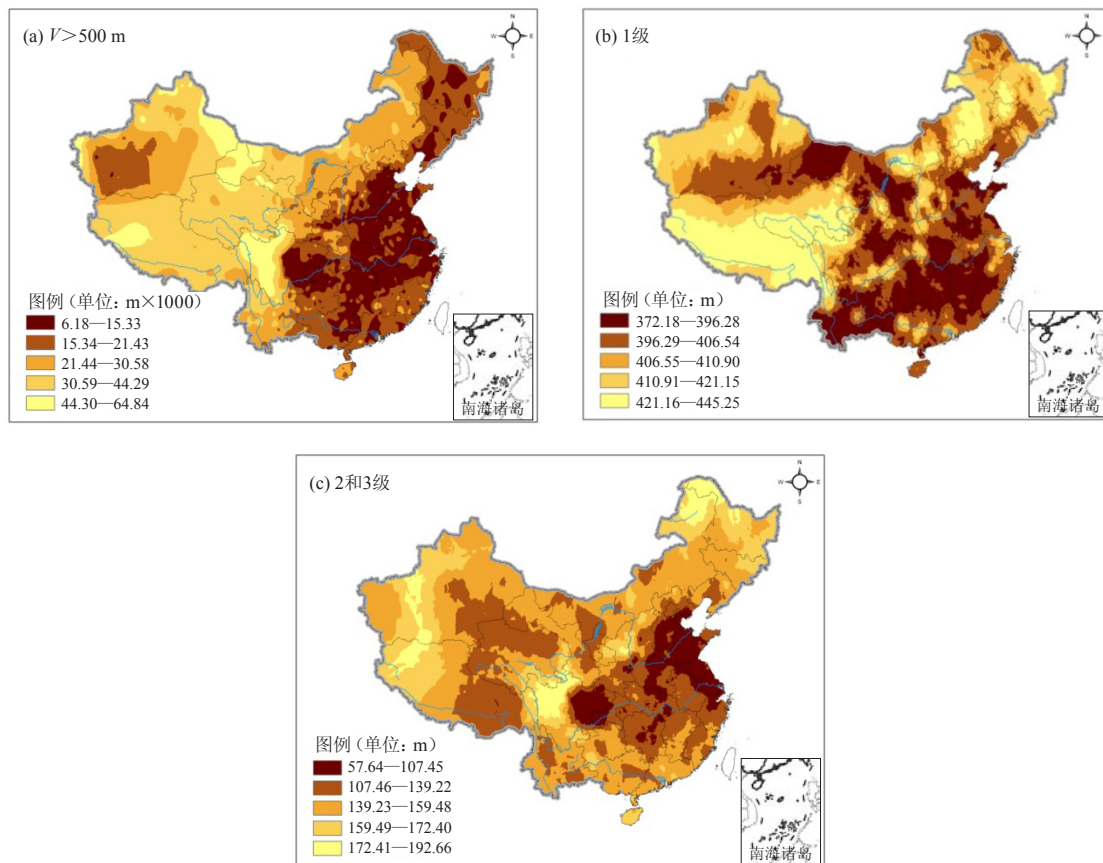 (a) V＞500 m
N
W
E
S
图例（单位：m×1000）
6.18—15.33
15.34—21.43
21.44—30.58
30.59—44.29
44.30—64.84
南海诸岛
(b) 1级
N
W
E
S
图例（单位：m）
372.18—396.28
396.29—406.54
406.55—410.90
410.91—421.15
421.16—445.25
南海诸岛
(c) 2和3级
N
W
E
S
图例（单位：m）
57.64—107.45
107.46—139.22
139.23—159.48
159.49—172.40
172.41—192.66
南海诸岛